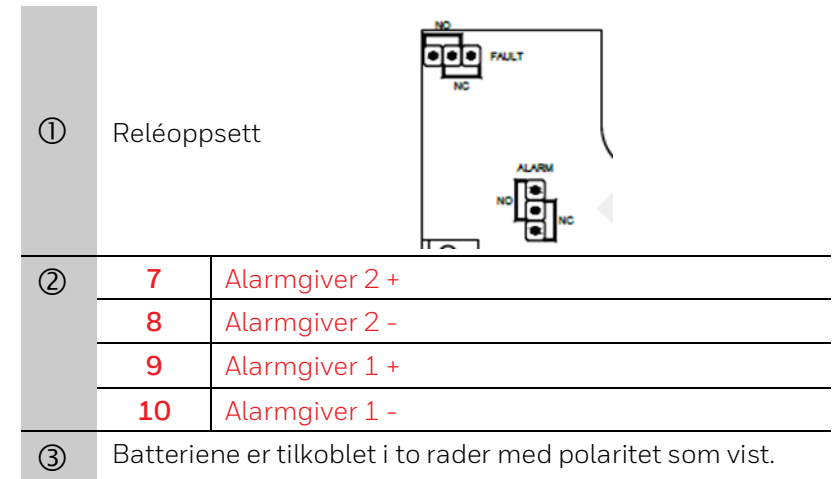 NO
FAULT
NC
① Reléoppsett
ALARM
NO
NC
② 7 Alarmgiver 2 +
8 Alarmgiver 2 -
9 Alarmgiver 1 +
10 Alarmgiver 1 -
③ Batteriene er tilkoblet i to rader med polaritet som vist.